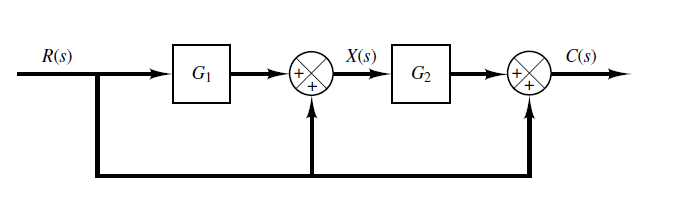 R(s)
G₁
+
+
X(s)
G₂
+
+
C(s)